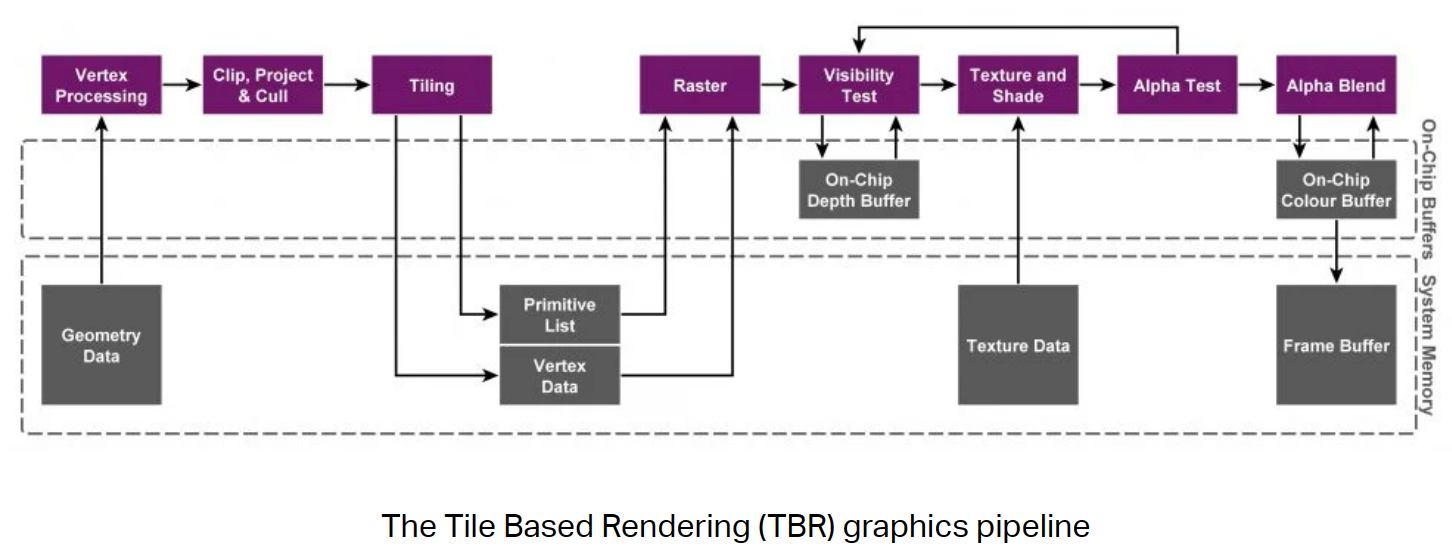 Vertex
Processing
Clip, Project
& Cull
Tiling
Raster
Visibility
Test
Texture and
Shade
Alpha Test
Alpha Blend
On-Chip
Depth Buffer
On-Chip
Colour Buffer
On-Chip Buffers
Geometry
Data
Primitive
List
Vertex
Data
Texture Data
Frame Buffer
System Memory
The Tile Based Rendering (TBR) graphics pipeline